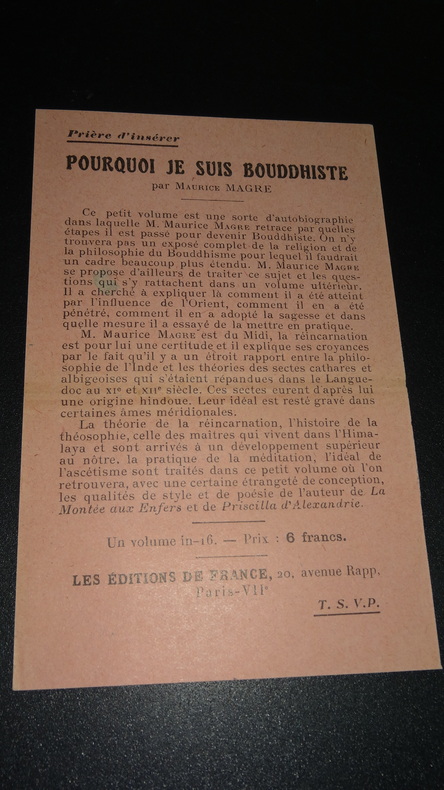 Prière d'insérer
POURQUOI JE SUIS BOUDDHISTE
par Maurice MAGRE
Ce petit volume est une sorte d'autobiographie
dans laquelle M. Maurice MAGRE retrace par quelles
étapes il est passé pour devenir Bouddhiste. On n'y
trouvera pas un exposé complet de la religion et de
la philosophie du Bouddhisme pour lequel il faudrait
un cadre beaucoup plus étendu. M. Maurice MAGRE
se propose d'ailleurs de traiter ce sujet et les ques-
tions qui s'y rattachent dans un volume ultérieur.
Il a cherché à expliquer là comment il a été atteint
par l'influence de l'Orient, comment il en a été
pénétré, comment il en a adopté la sagesse et dans
quelle mesure il a essayé de la mettre en pratique.
M. Maurice MAGRE est du Midi, la réincarnation
est pour lui une certitude et il explique ses croyances
par le fait qu'il y a un étroit rapport entre la philo-
sophie de l'Inde et les théories des sectes cathares et
albigeoises qui s'étaient répandues dans le Langue-
doc au XIe et XIIe siècle. Ces sectes eurent d'après lui
une origine hindoue. Leur idéal est resté gravé dans
certaines âmes méridionales.
La théorie de la réincarnation, l'histoire de la
théosophie, celle des maîtres qui vivent dans l'Hima-
laya et sont arrivés à un développement supérieur
au nôtre, la pratique de la méditation, l'idéal de
l'ascétisme sont traités dans ce petit volume où l'on
retrouvera, avec une certaine étrangeté de conception,
les qualités de style et de poésie de l'auteur de La
Montée aux Enfers et de Priscilla d'Alexandrie.
Un volume in-16. — Prix : 6 francs.
LES ÉDITIONS DE FRANCE, 20, avenue Rapp.
Paris-VIIe
T. S. V. P.